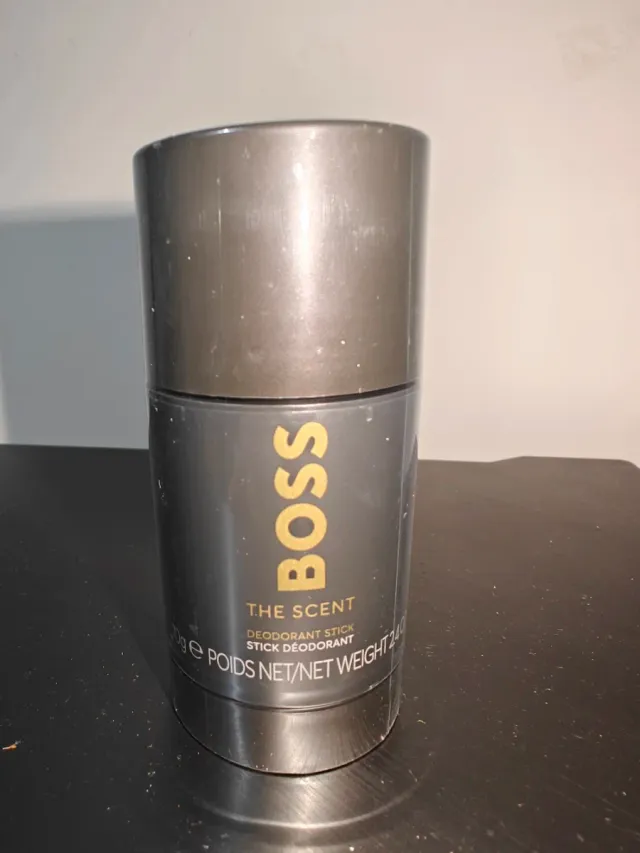 BOSS
THE SCENT
DEODORANT STICK
STICK DÉODORANT
e POIDS NET/NET WEIGHT